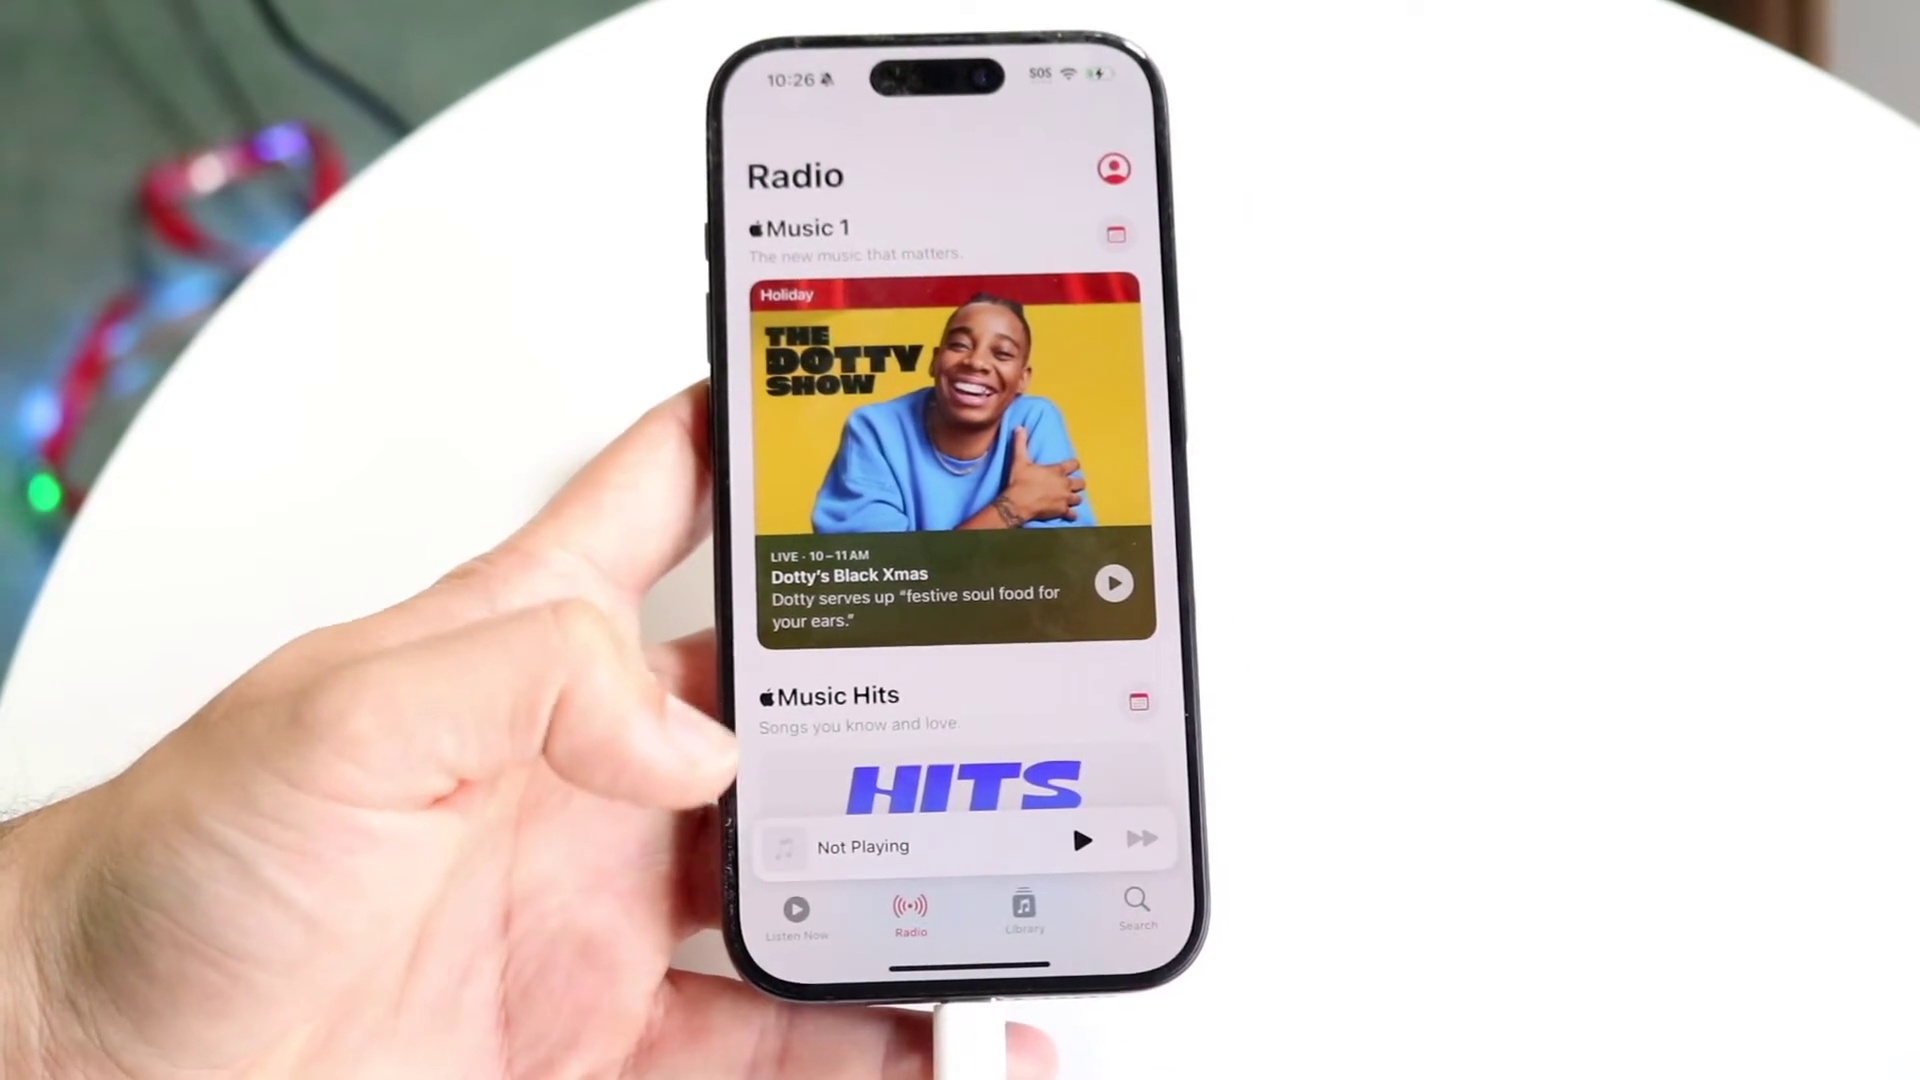 10:26
SOS
Radio
Music 1
The new music that matters.
Holiday
THE
DOTTY
SHOW
LIVE · 10–11 AM
Dotty's Black Xmas
Dotty serves up “festive soul food for
your ears.”
Music Hits
Songs you know and love.
HITS
Not Playing
Listen Now
Radio
Library
Search